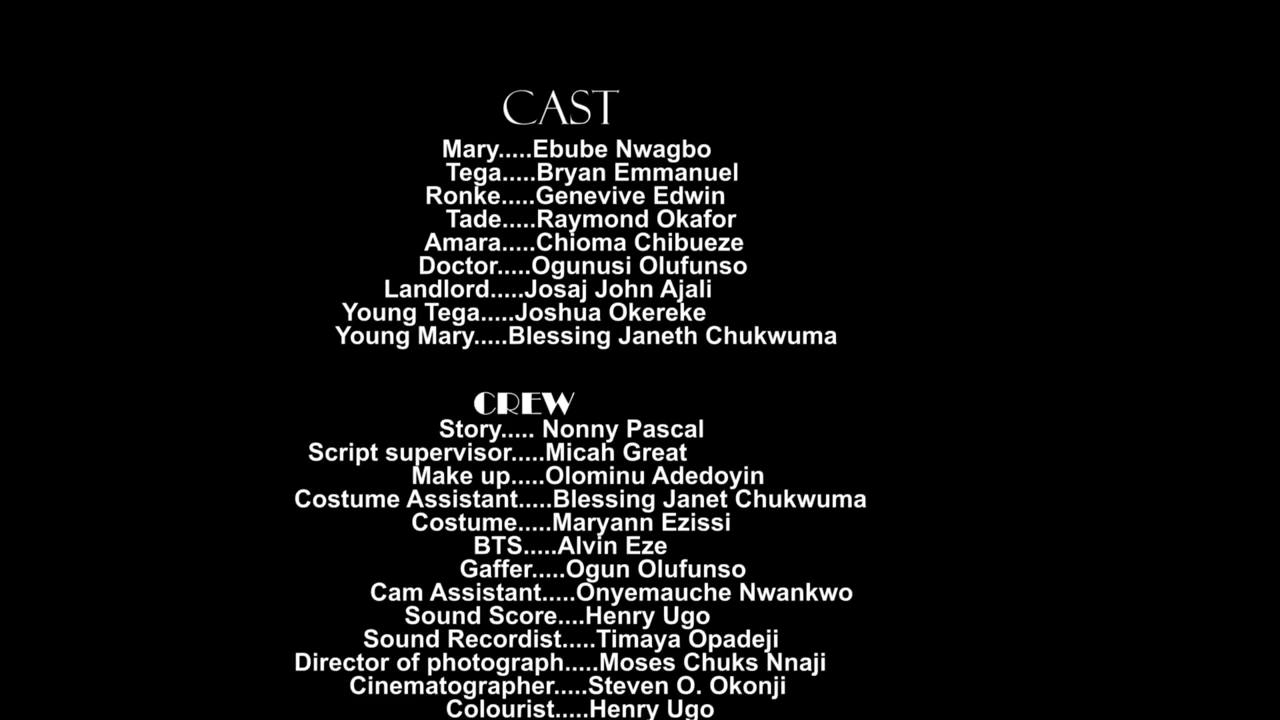 CAST
Mary.....Ebube Nwagbo
Tega.....Bryan Emmanuel
Ronke.....Genevive Edwin
Tade.....Raymond Okafor
Amara.....Chioma Chibueze
Doctor.....Ogunusi Olufunso
Landlord.....Josaj John Ajali
Young Tega.....Joshua Okereke
Young Mary.....Blessing Janeth Chukwuma
CREW
Story..... Nonny Pascal
Script supervisor.....Micah Great
Make up.....Olominu Adedoyin
Costume Assistant.....Blessing Janet Chukwuma
Costume.....Maryann Ezissi
BTS.....Alvin Eze
Gaffer.....Ogun Olufunso
Cam Assistant.....Onyemauche Nwankwo
Sound Score....Henry Ugo
Sound Recordist.....Timaya Opadeji
Director of photograph.....Moses Chuks Nnaji
Cinematographer.....Steven O. Okonji
Colourist.....Henry Ugo